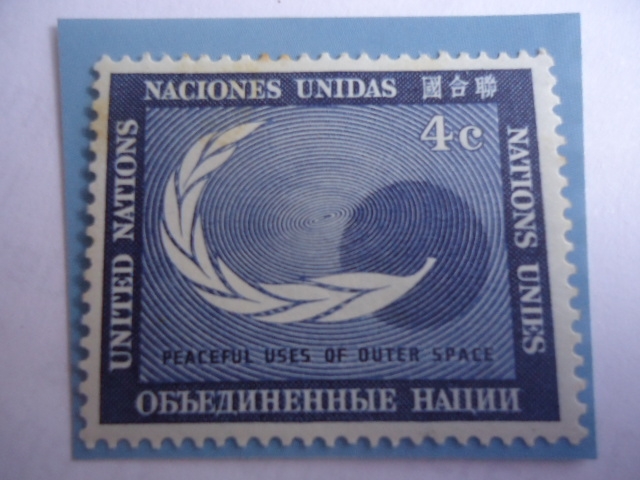 NACIONES UNIDAS 國合聯
4c
UNITED NATIONS
NATIONS UNIES
PEACEFUL USES OF OUTER SPACE
ОБЪЕДИНЕННЫЕ НАЦИИ